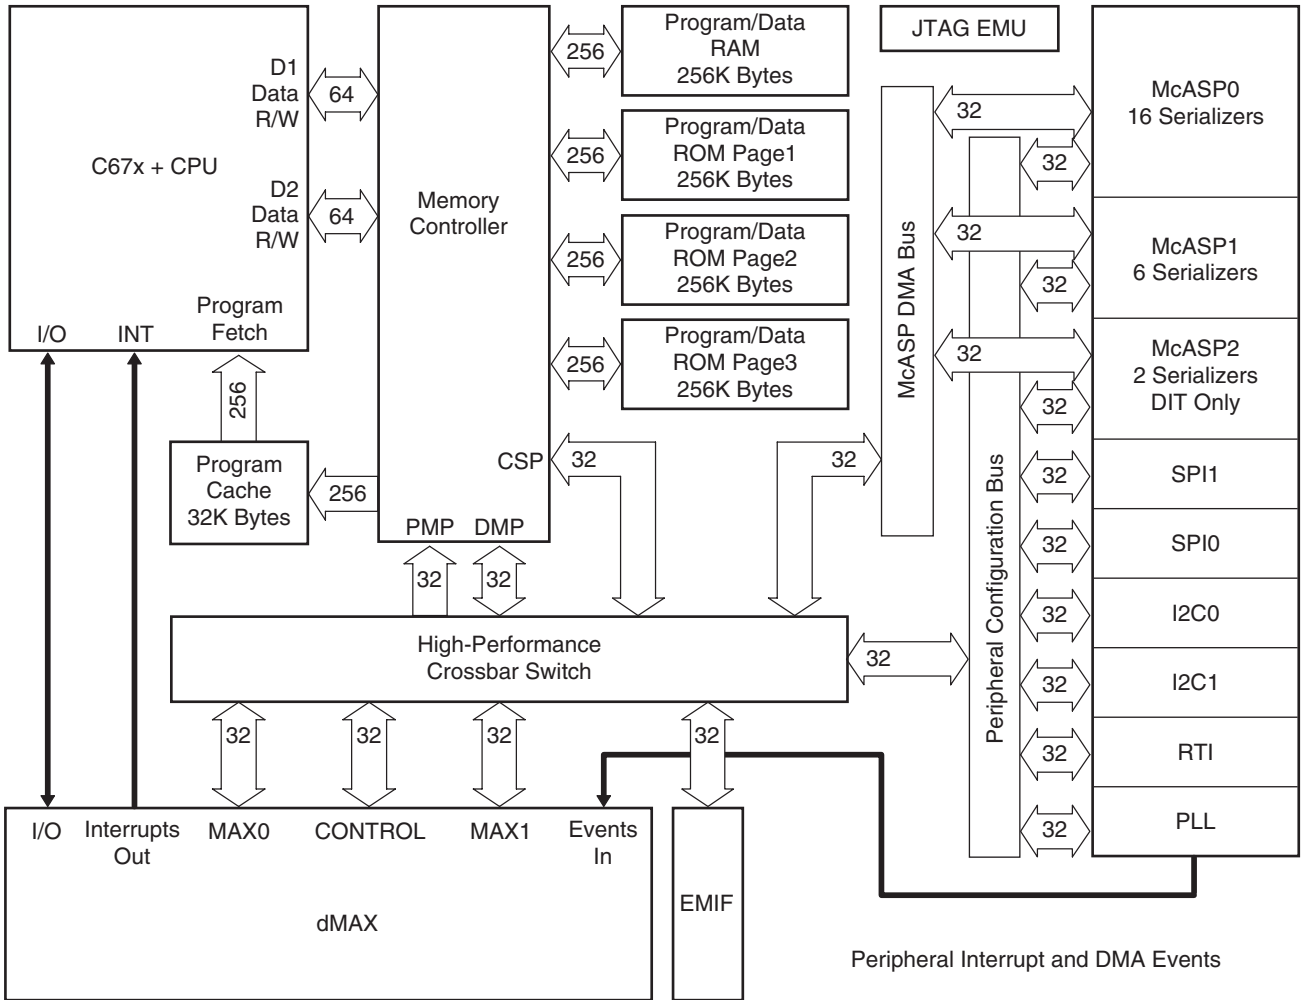 C67x + CPU
D1
Data
R/W
D2
Data
R/W
Program
Fetch
I/O
INT
64
64
Memory
Controller
256
Program/Data
RAM
256K Bytes
256
Program/Data
ROM Page1
256K Bytes
256
Program/Data
ROM Page2
256K Bytes
256
Program/Data
ROM Page3
256K Bytes
JTAG EMU
256
Program
Cache
32K Bytes
256
CSP
PMP
DMP
32
32
32
32
McASP DMA Bus
Peripheral Configuration Bus
32
32
McASP0
16 Serializers
32
32
McASP1
6 Serializers
32
32
McASP2
2 Serializers
DIT Only
32
SPI1
32
SPI0
32
I2C0
32
I2C1
32
RTI
32
PLL
High-Performance
Crossbar Switch
32
32
32
32
32
I/O
Interrupts
Out
MAX0
CONTROL
MAX1
Events
In
dMAX
EMIF
Peripheral Interrupt and DMA Events